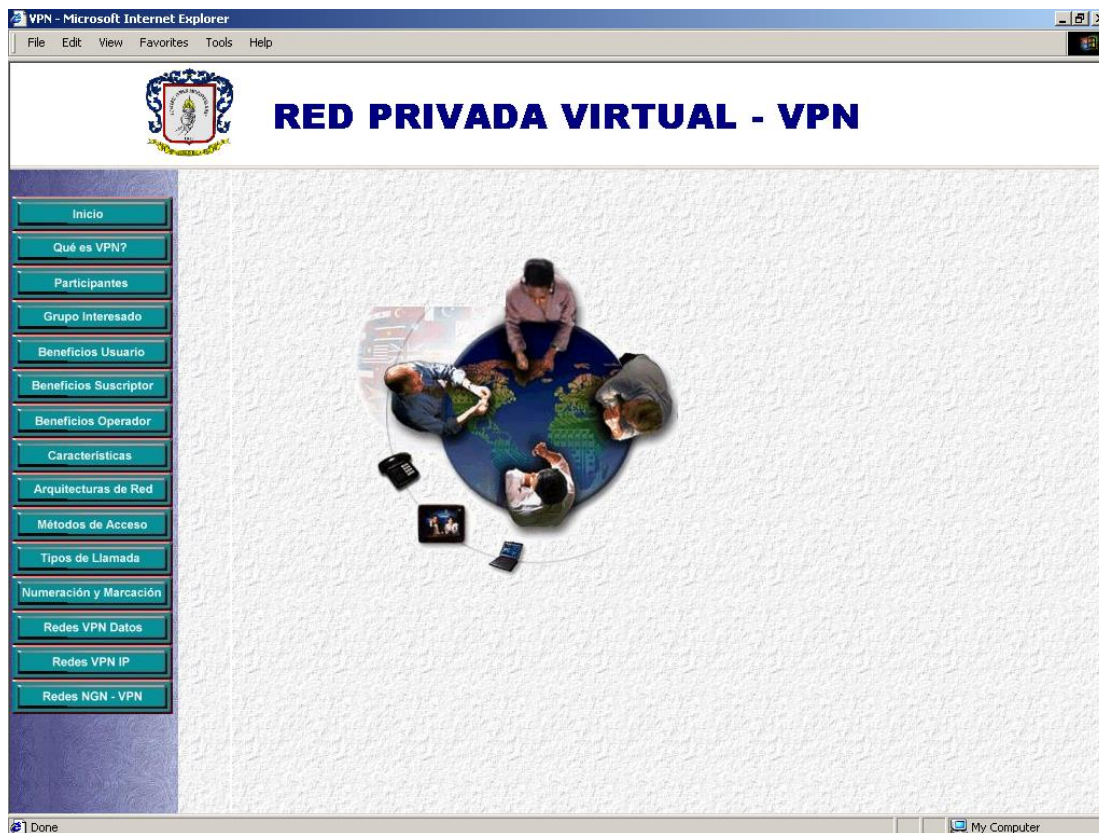 VPN - Microsoft Internet Explorer
File Edit View Favorites Tools Help
RED PRIVADA VIRTUAL - VPN
Inicio
Qué es VPN?
Participantes
Grupo Interesado
Beneficios Usuario
Beneficios Suscriptor
Beneficios Operador
Características
Arquitecturas de Red
Métodos de Acceso
Tipos de Llamada
Numeración y Marcación
Redes VPN Datos
Redes VPN IP
Redes NGN - VPN
Done
My Computer